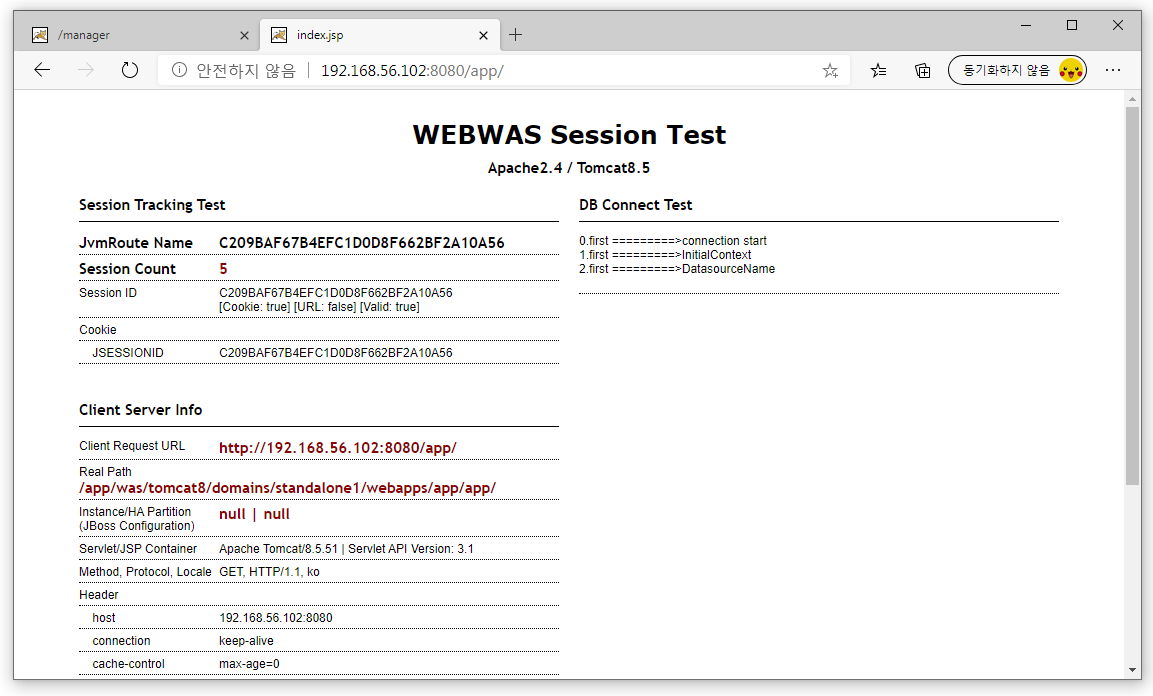 /manager
index.jsp
안전하지 않음 | 192.168.56.102:8080/app/
동기화하지 않음
WEBWAS Session Test
Apache2.4 / Tomcat8.5
Session Tracking Test
JvmRoute Name C209BAF67B4EFC1D0D8F662BF2A10A56
Session Count 5
Session ID C209BAF67B4EFC1D0D8F662BF2A10A56
[Cookie: true] [URL: false] [Valid: true]
Cookie
JSESSIONID C209BAF67B4EFC1D0D8F662BF2A10A56
DB Connect Test
0.first =========>connection start
1.first =========>InitialContext
2.first =========>DatasourceName
Client Server Info
Client Request URL http://192.168.56.102:8080/app/
Real Path
/app/was/tomcat8/domains/standalone1/webapps/app/app/
Instance/HA Partition null | null
(JBoss Configuration)
Servlet/JSP Container Apache Tomcat/8.5.51 | Servlet API Version: 3.1
Method, Protocol, Locale GET, HTTP/1.1, ko
Header
host 192.168.56.102:8080
connection keep-alive
cache-control max-age=0